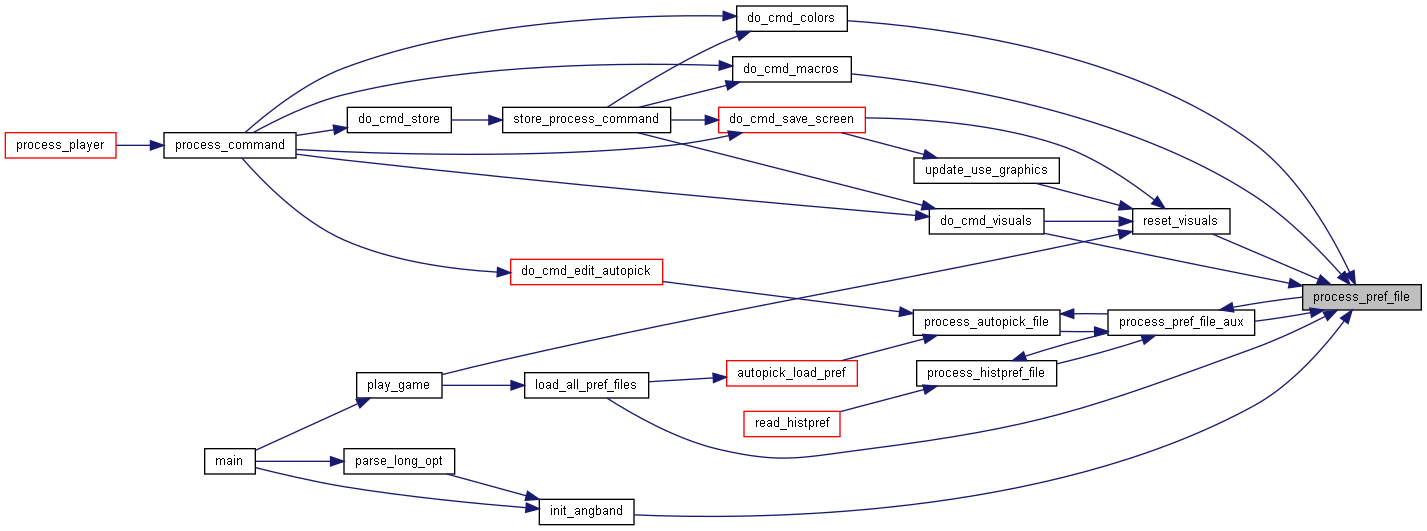 do_cmd_colors
do_cmd_macros
do_cmd_store
store_process_command
do_cmd_save_screen
process_player
process_command
update_use_graphics
do_cmd_visuals
reset_visuals
do_cmd_edit_autopick
process_pref_file
process_autopick_file
process_pref_file_aux
autopick_load_pref
process_histpref_file
play_game
load_all_pref_files
read_histpref
main
parse_long_opt
init_angband